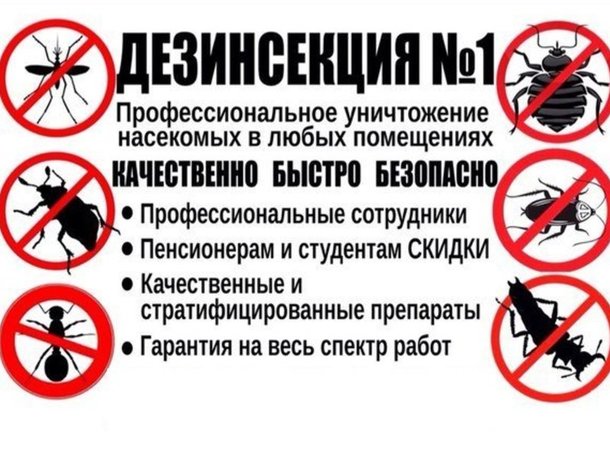 ДЕЗИНСЕКЦИЯ №1
Профессиональное уничтожение
насекомых в любых помещениях
КАЧЕСТВЕННО БЫСТРО БЕЗОПАСНО
• Профессиональные сотрудники
• Пенсионерам и студентам СКИДКИ
• Качественные и
стратифицированные препараты
• Гарантия на весь спектр работ